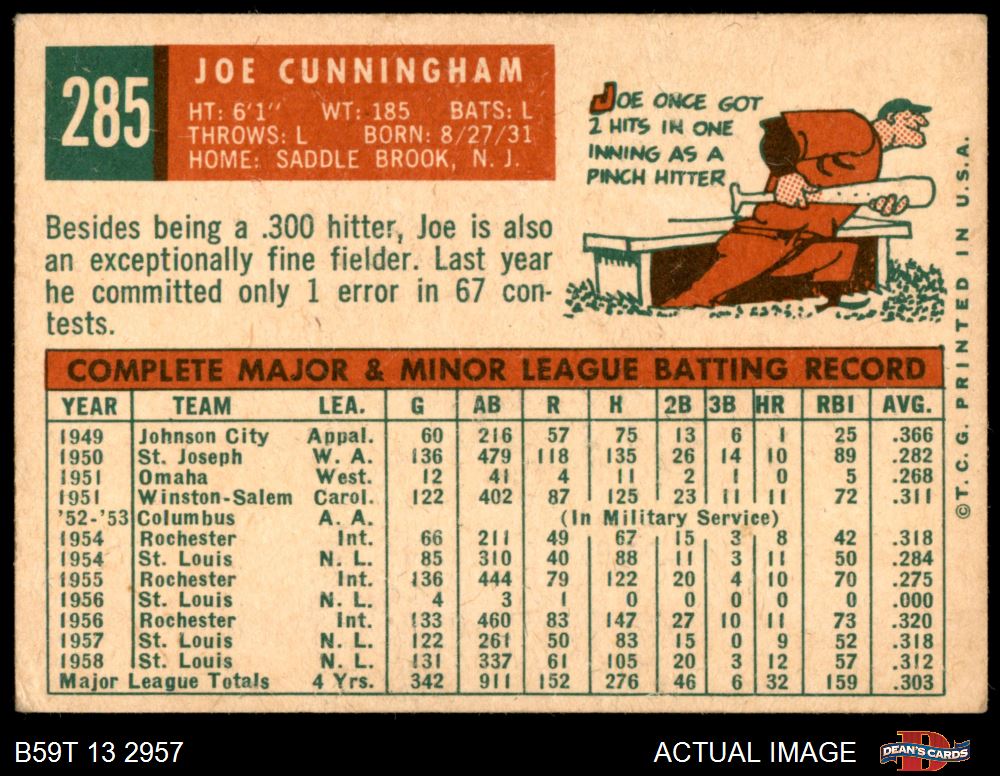 285
JOE CUNNINGHAM
HT: 6'1" WT: 185 BATS: L
THROWS: L BORN: 8/27/31
HOME: SADDLE BROOK, N. J.
JOE ONCE GOT
2 HITS IN ONE
INNING AS A
PINCH HITTER
Besides being a .300 hitter, Joe is also
an exceptionally fine fielder. Last year
he committed only 1 error in 67 con-
tests.
COMPLETE MAJOR & MINOR LEAGUE BATTING RECORD
YEAR TEAM LEA. G AB R H 2B 3B HR RBI AVG.
1949 Johnson City Appal. 60 216 57 75 13 6 1 25 .366
1950 St. Joseph W. A. 136 479 118 135 26 14 10 89 .282
1951 Omaha West. 12 41 4 11 2 1 0 5 .268
1951 Winston-Salem Carol. 122 402 87 125 23 11 11 72 .311
'52-'53 Columbus A. A. (In Military Service)
1954 Rochester Int. 66 211 49 67 15 3 8 42 .318
1954 St. Louis N. L. 85 310 40 88 11 3 11 50 .284
1955 Rochester Int. 136 444 79 122 20 4 10 70 .275
1956 St. Louis N. L. 4 3 1 0 0 0 0 0 .000
1956 Rochester Int. 133 460 83 147 27 10 11 73 .320
1957 St. Louis N. L. 122 261 50 83 15 0 9 52 .318
1958 St. Louis N. L. 131 337 61 105 20 3 12 57 .312
Major League Totals 4 Yrs. 342 911 152 276 46 6 32 159 .303
©T. C. G. PRINTED IN U. S. A.
B59T 13 2957
ACTUAL IMAGE
D
DEAN'S CARDS